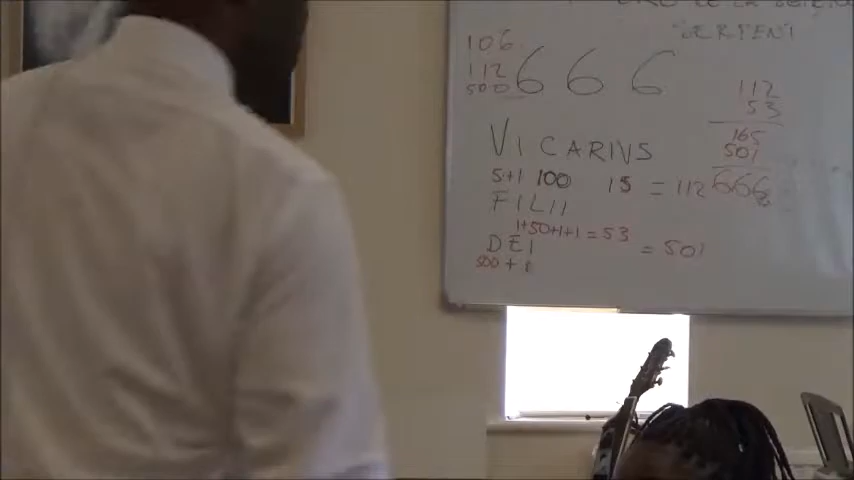 SERPENT
106
112
500
666
112
53
165
501
666
VICARIVS
5+1 100 15 = 112
FILII
1+50+1+1 = 53
DEI = 501
500 + 1